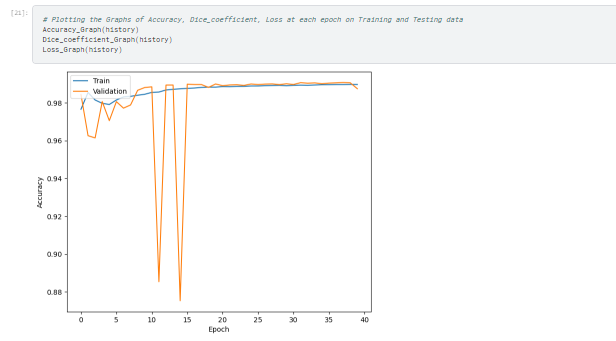 [21]:
# Plotting the Graphs of Accuracy, Dice_coefficient, Loss at each epoch on Training and Testing data
Accuracy_Graph(history)
Dice_coefficient_Graph(history)
Loss_Graph(history)
Train
Validation
0.98
0.96
0.94
0.92
0.90
0.88
Accuracy
0 5 10 15 20 25 30 35 40
Epoch